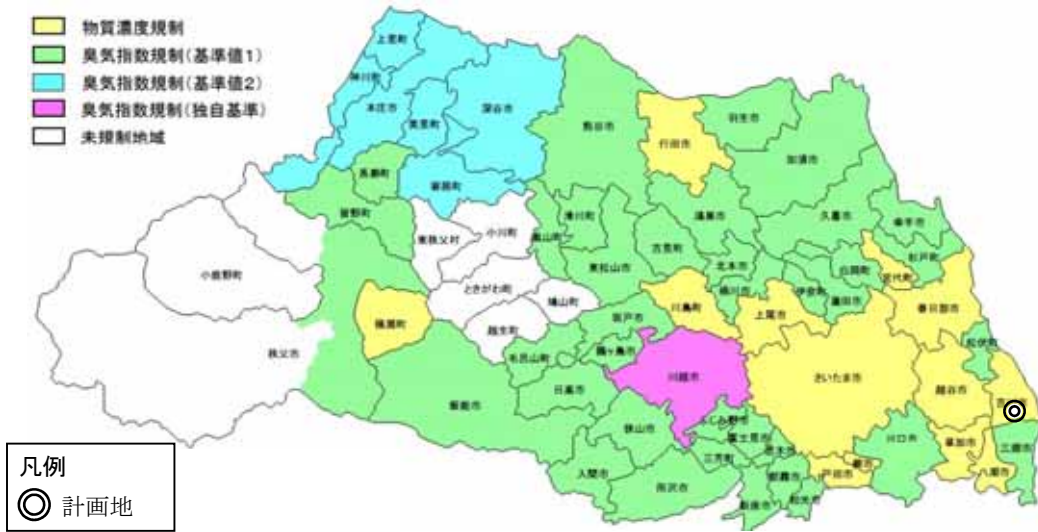 物質濃度規制
臭気指数規制(基準値1)
臭気指数規制(基準値2)
臭気指数規制(独自基準)
未規制地域
上里町
神川町
本庄市
美里町
深谷市
熊谷市
行田市
羽生市
加須市
長瀞町
寄居町
皆野町
東秩父村
小川町
嵐山町
滑川町
吉見町
鴻巣市
久喜市
幸手市
杉戸町
宮代町
白岡町
北本市
桶川市
伊奈町
蓮田市
小鹿野町
ときがわ町
東松山市
鳩山町
越生町
坂戸市
川島町
上尾市
春日部市
松伏町
秩父市
横瀬町
毛呂山町
鶴ヶ島市
川越市
さいたま市
越谷市
日高市
飯能市
狭山市
ふじみ野市
富士見市
三芳町
志木市
川口市
草加市
三郷市
八潮市
入間市
所沢市
新座市
朝霞市
和光市
戸田市
蕨市
凡例
計画地